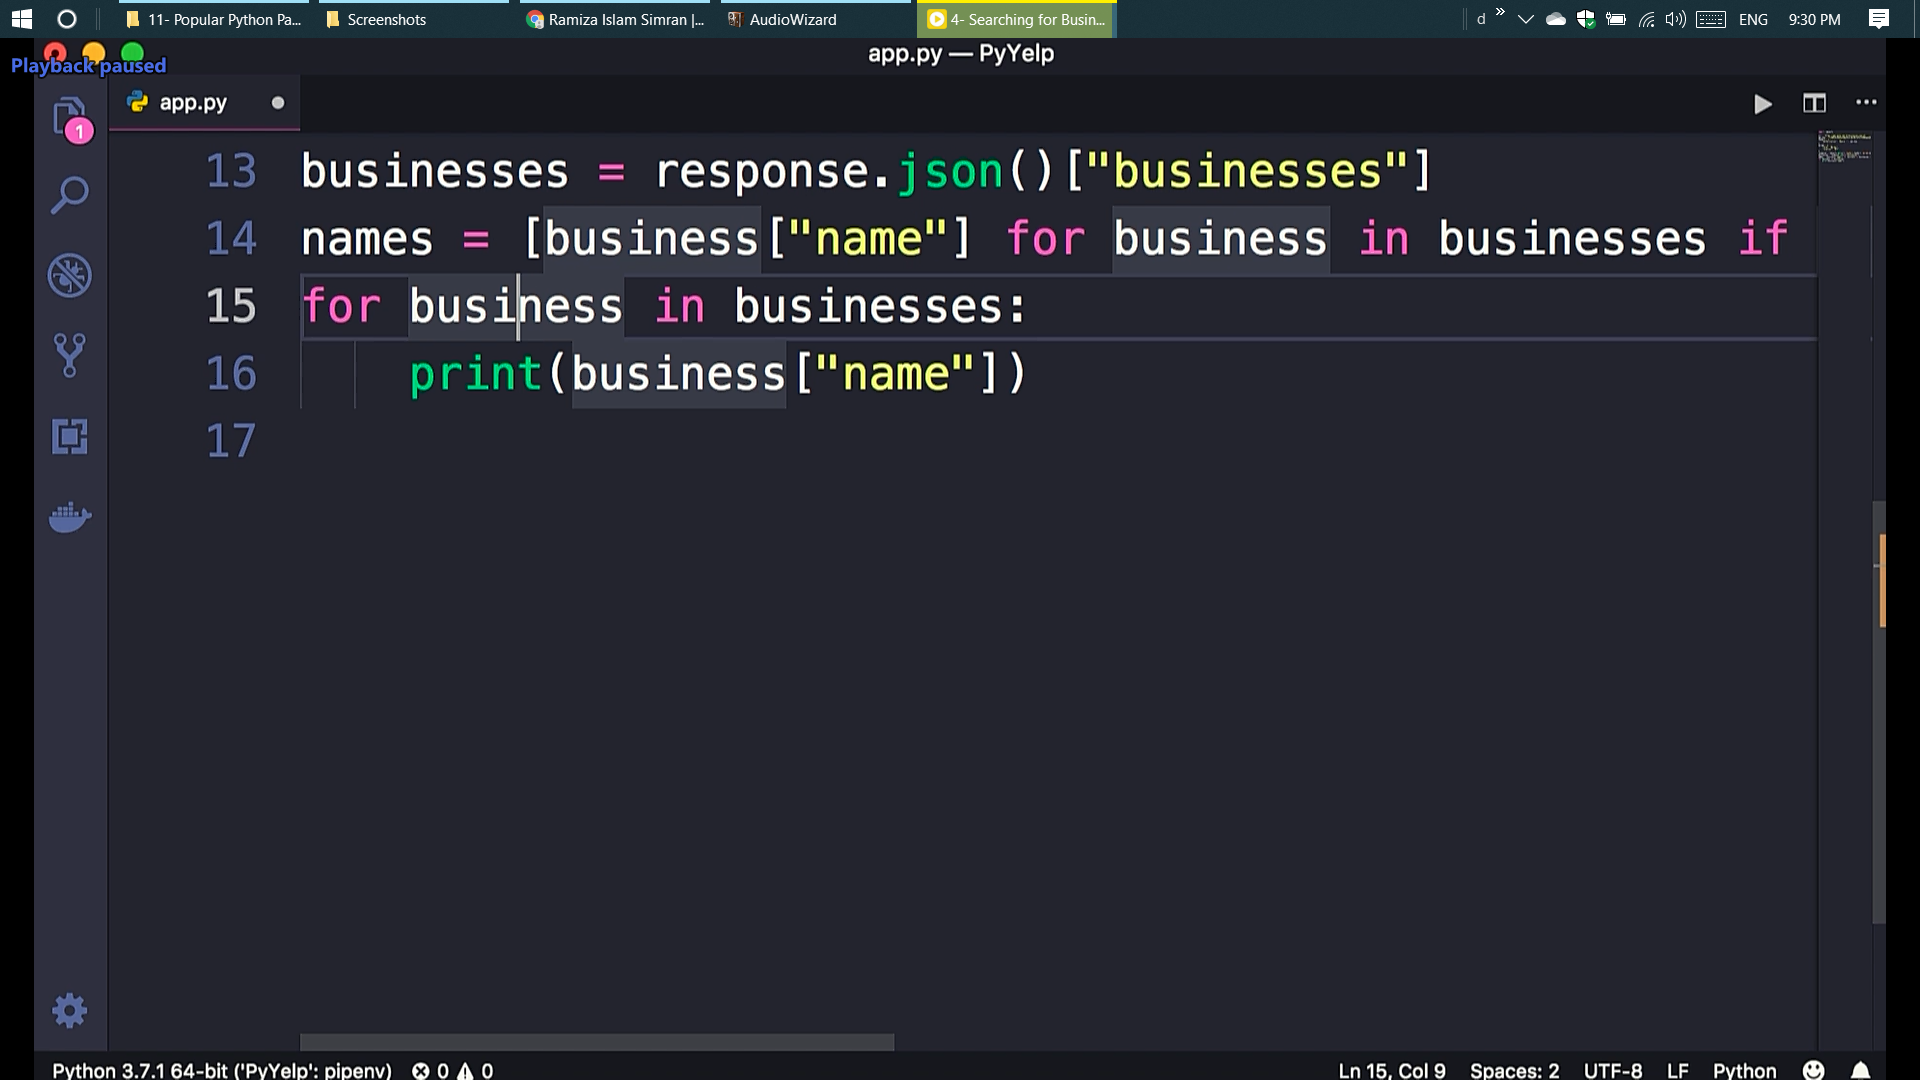 11- Popular Python Pa...
Screenshots
Ramiza Islam Simran |...
AudioWizard
4- Searching for Busin...
d
»
ENG
9:30 PM
app.py — PyYelp
Playback paused
app.py
1
13 businesses = response.json()["businesses"]
14 names = [business["name"] for business in businesses if
15 for business in businesses:
16 print(business["name"])
17
Python 3.7.1 64-bit ('PyYelp': pipenv) 0 0
Ln 15, Col 9 Spaces: 2 UTF-8 LF Python